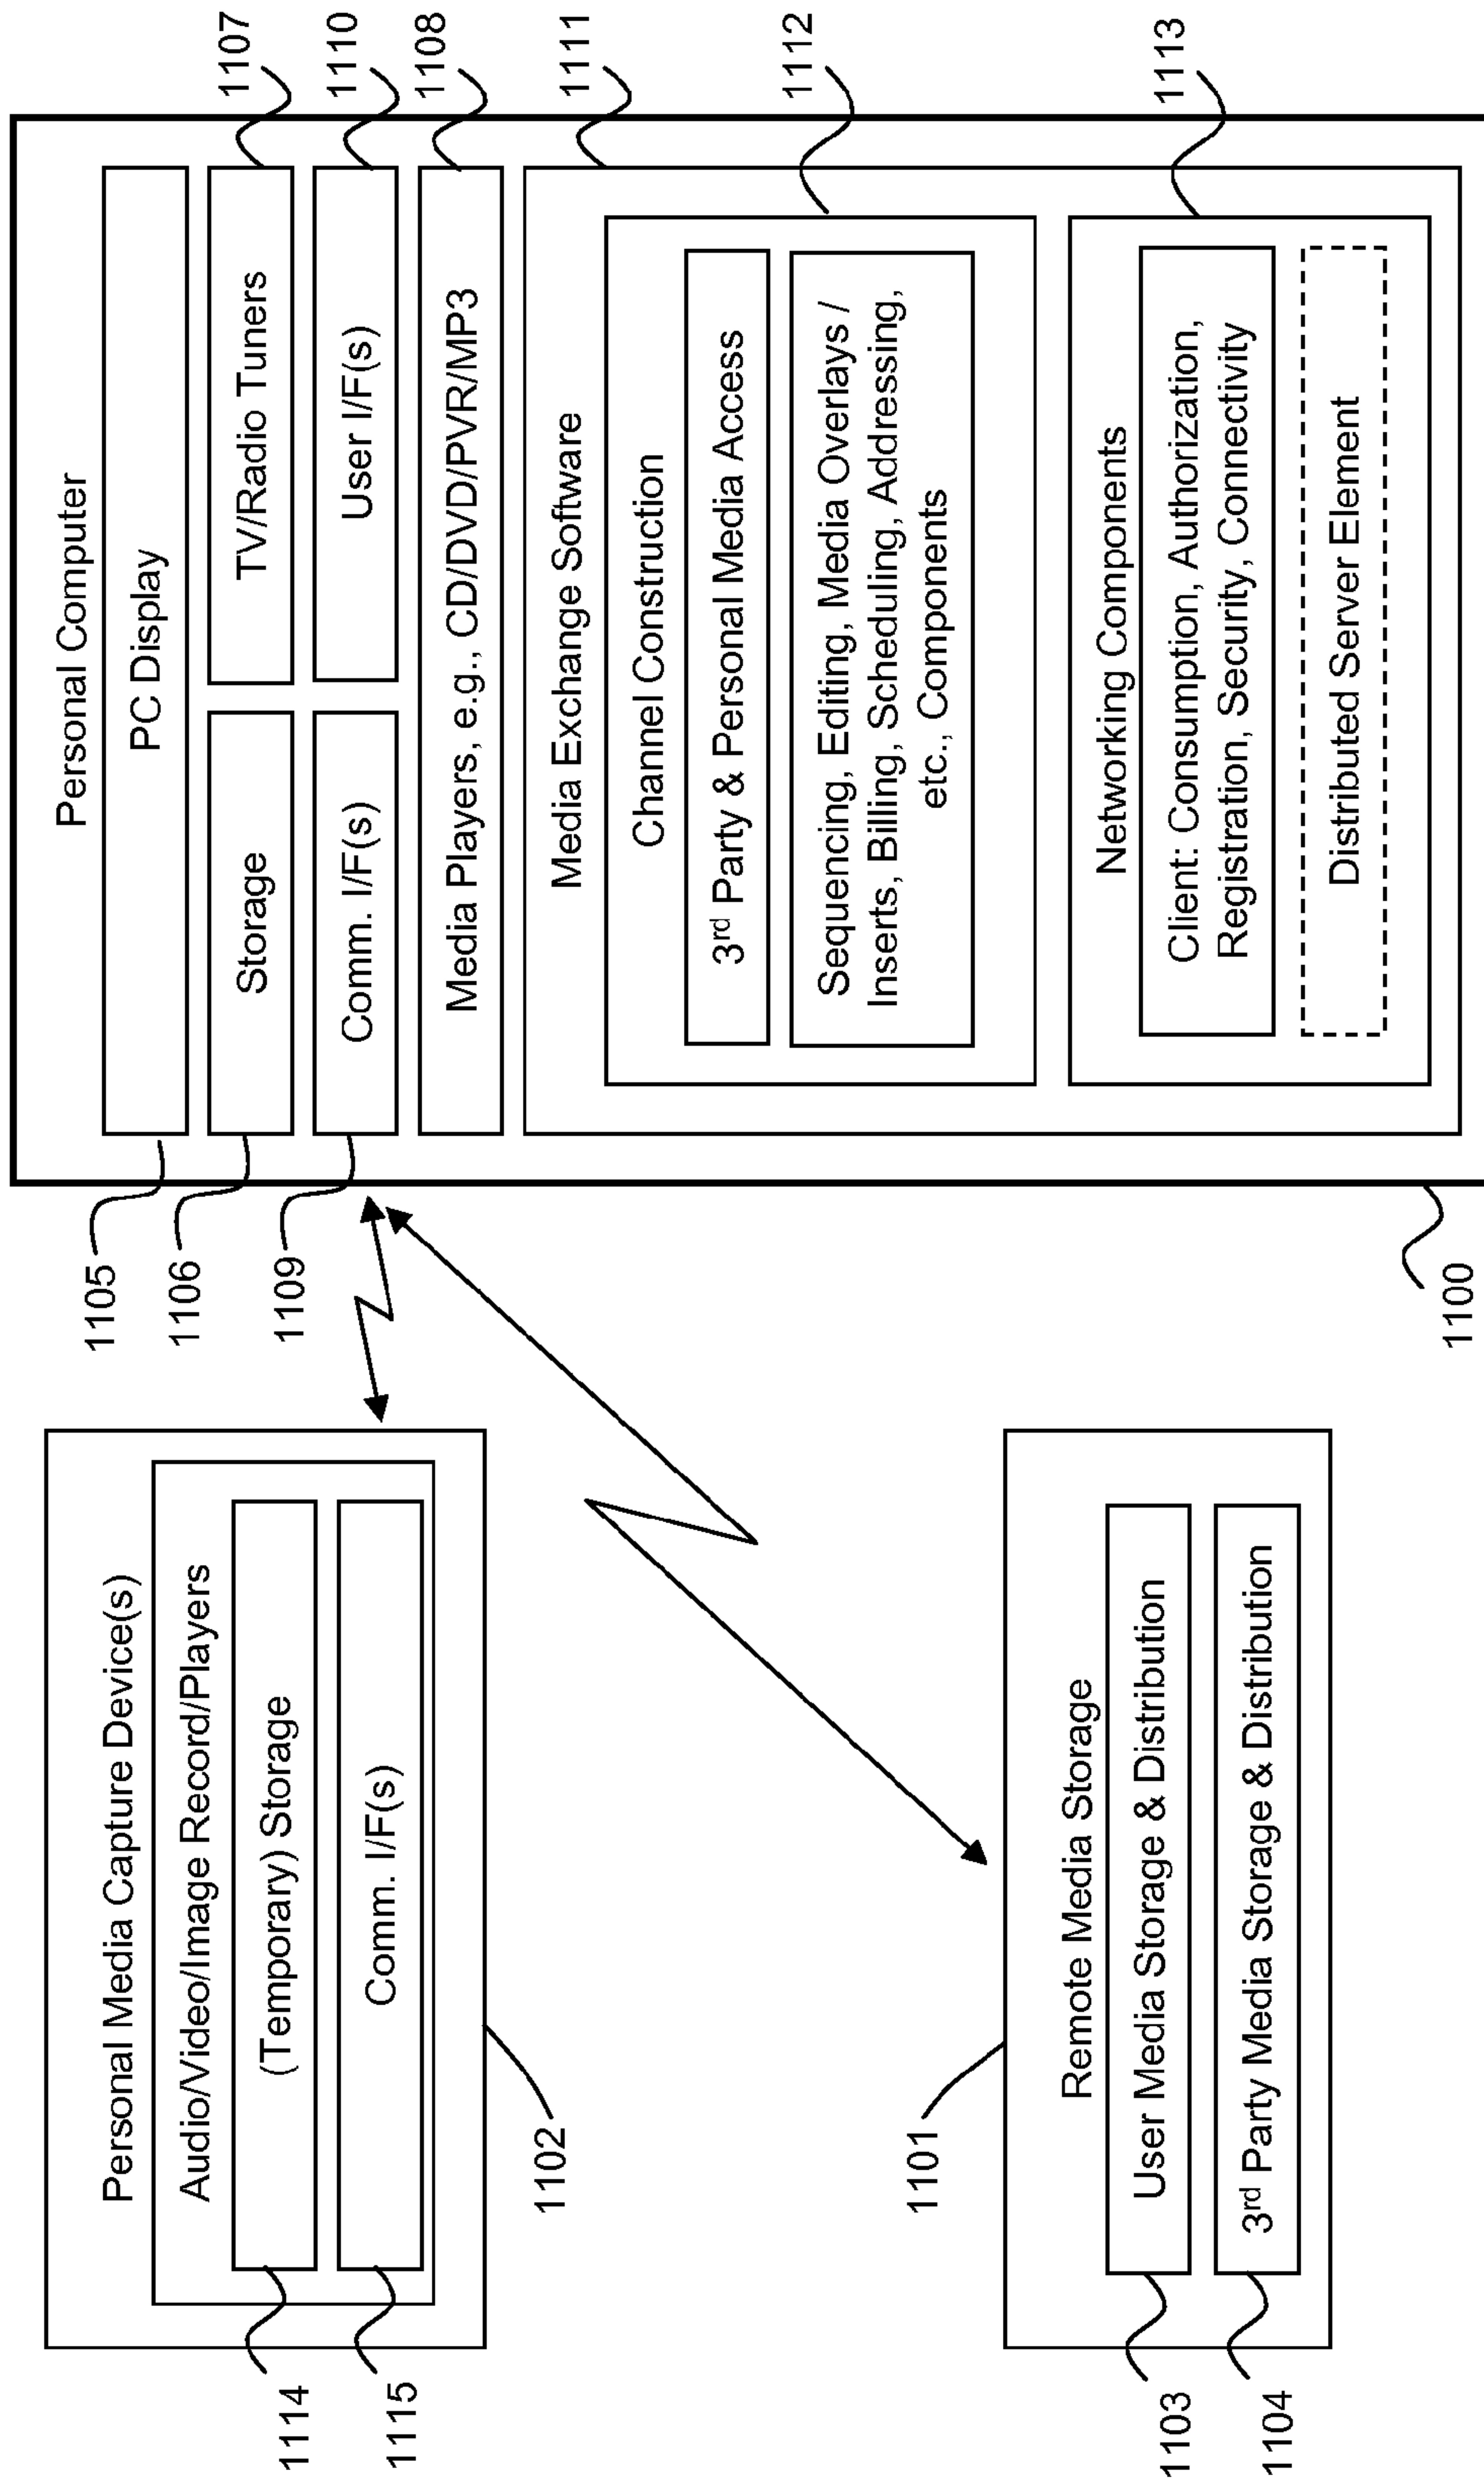 Personal Media Capture Device(s)
Audio/Video/Image Record/Players
(Temporary) Storage
Comm. I/F(s)
1114
1115
1102
Remote Media Storage
User Media Storage & Distribution
3rd Party Media Storage & Distribution
1101
1103
1104
Personal Computer
PC Display
Storage
TV/Radio Tuners
Comm. I/F(s)
User I/F(s)
Media Players, e.g., CD/DVD/PVR/MP3
Media Exchange Software
Channel Construction
3rd Party & Personal Media Access
Sequencing, Editing, Media Overlays /
Inserts, Billing, Scheduling, Addressing,
etc., Components
Networking Components
Client: Consumption, Authorization,
Registration, Security, Connectivity
Distributed Server Element
1105
1106
1109
1100
1107
1110
1108
1111
1112
1113